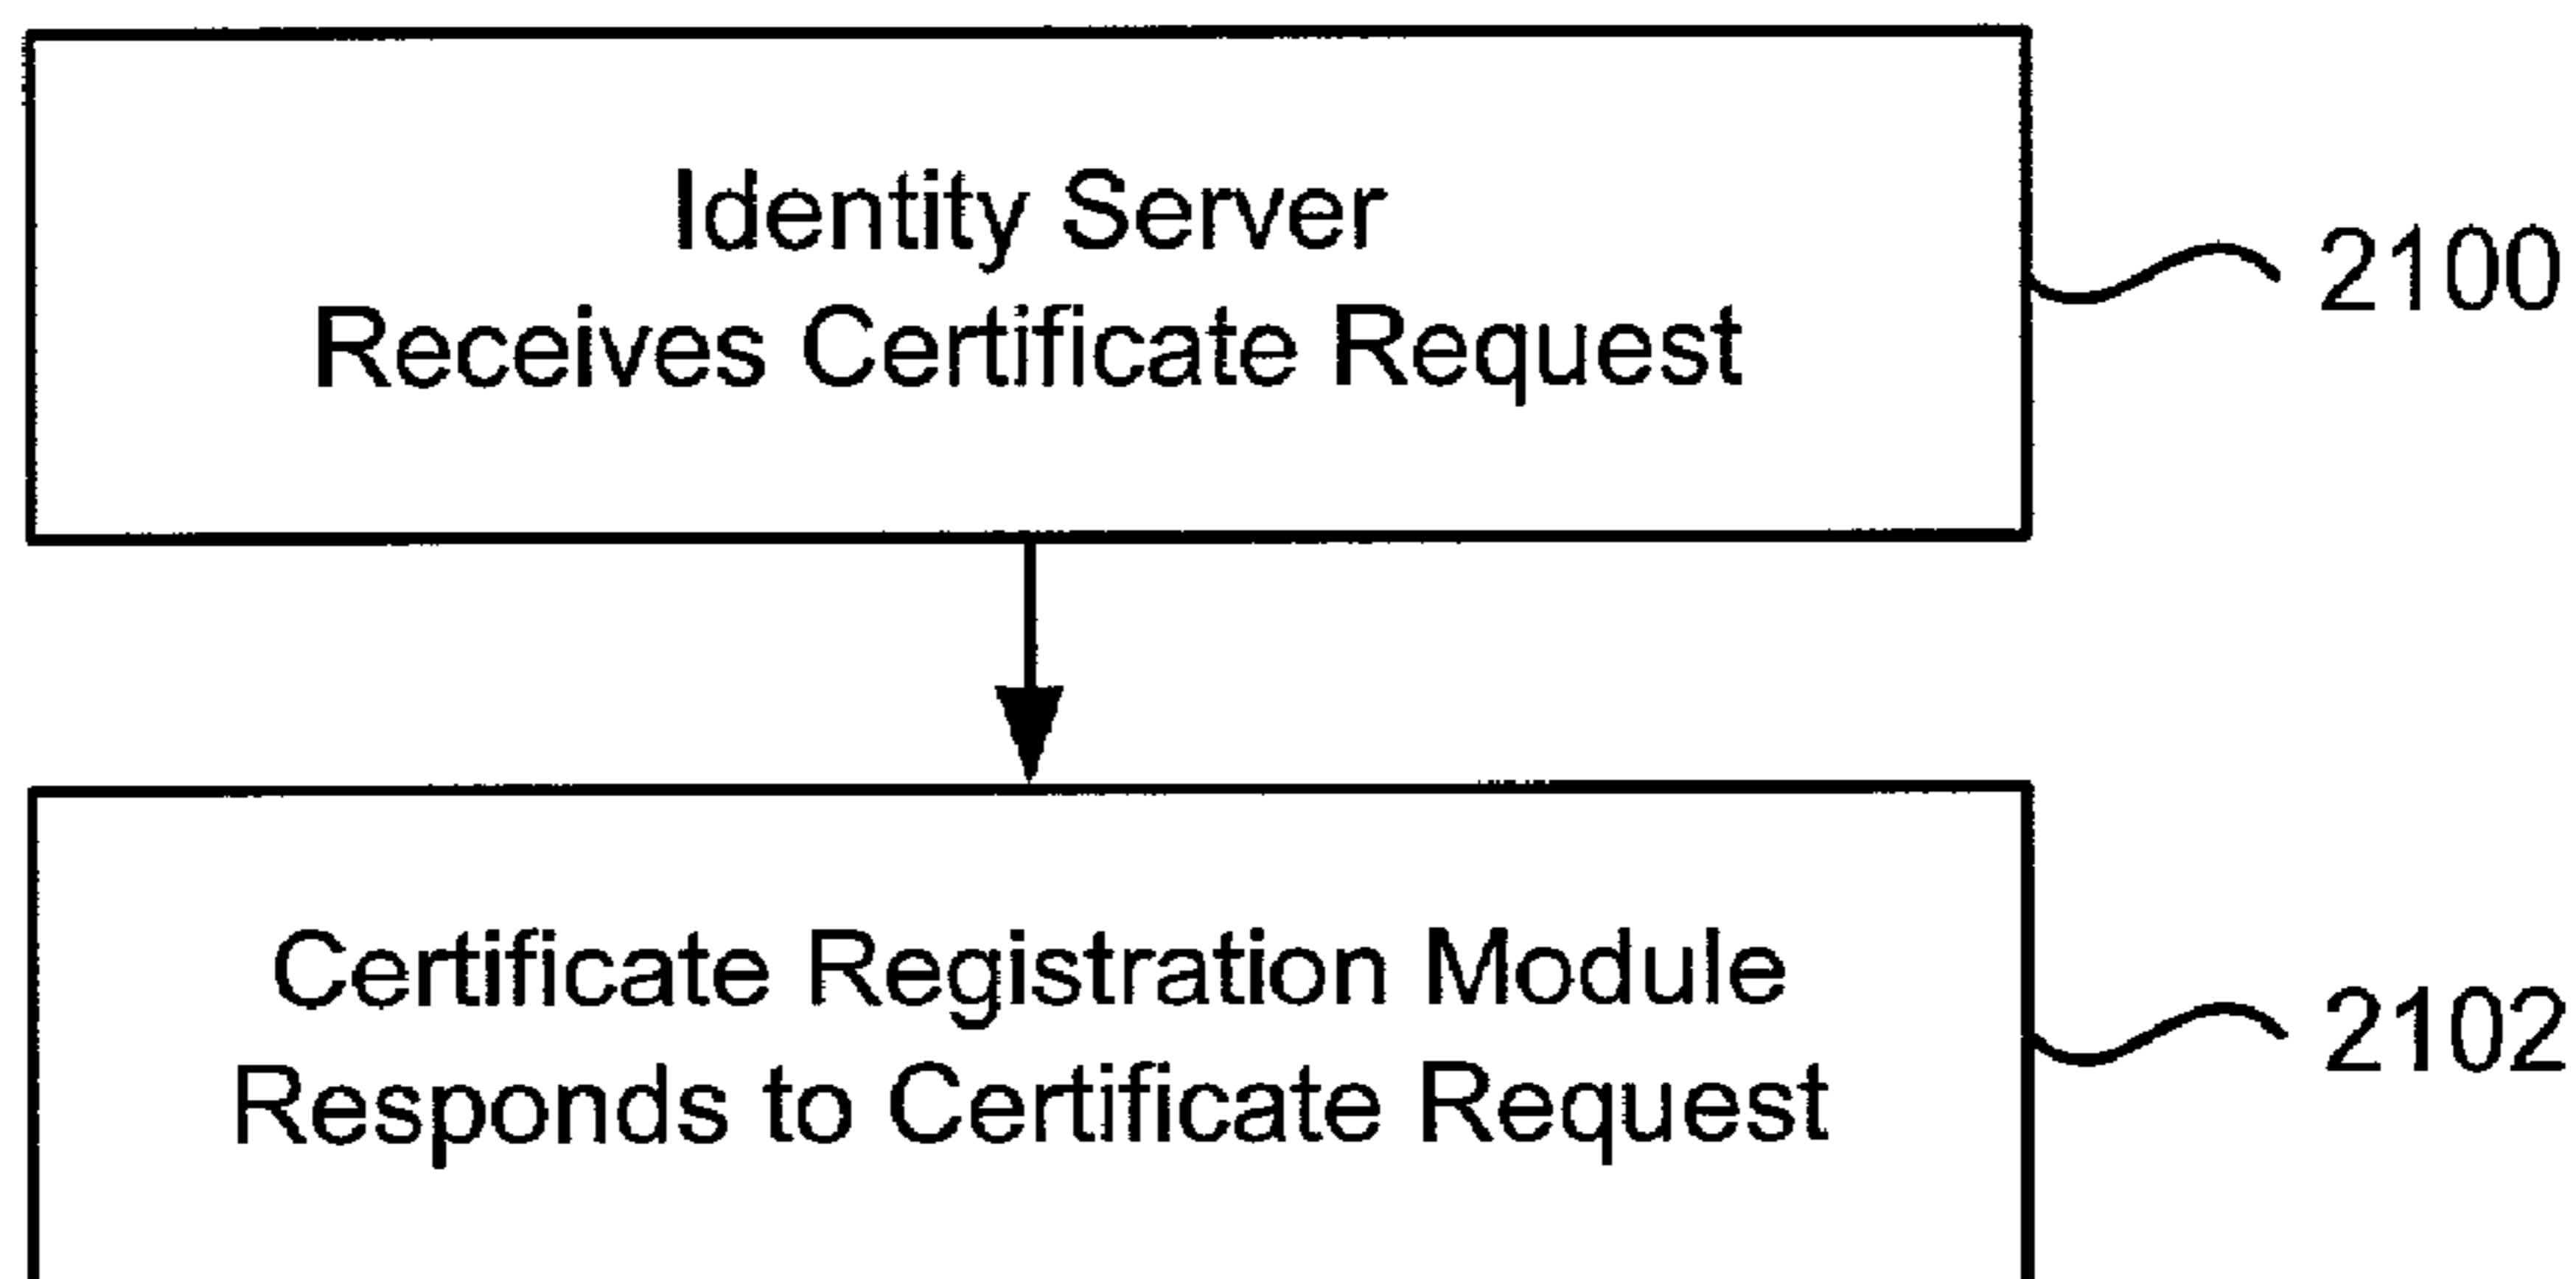 Identity Server
Receives Certificate Request
2100
Certificate Registration Module
Responds to Certificate Request
2102